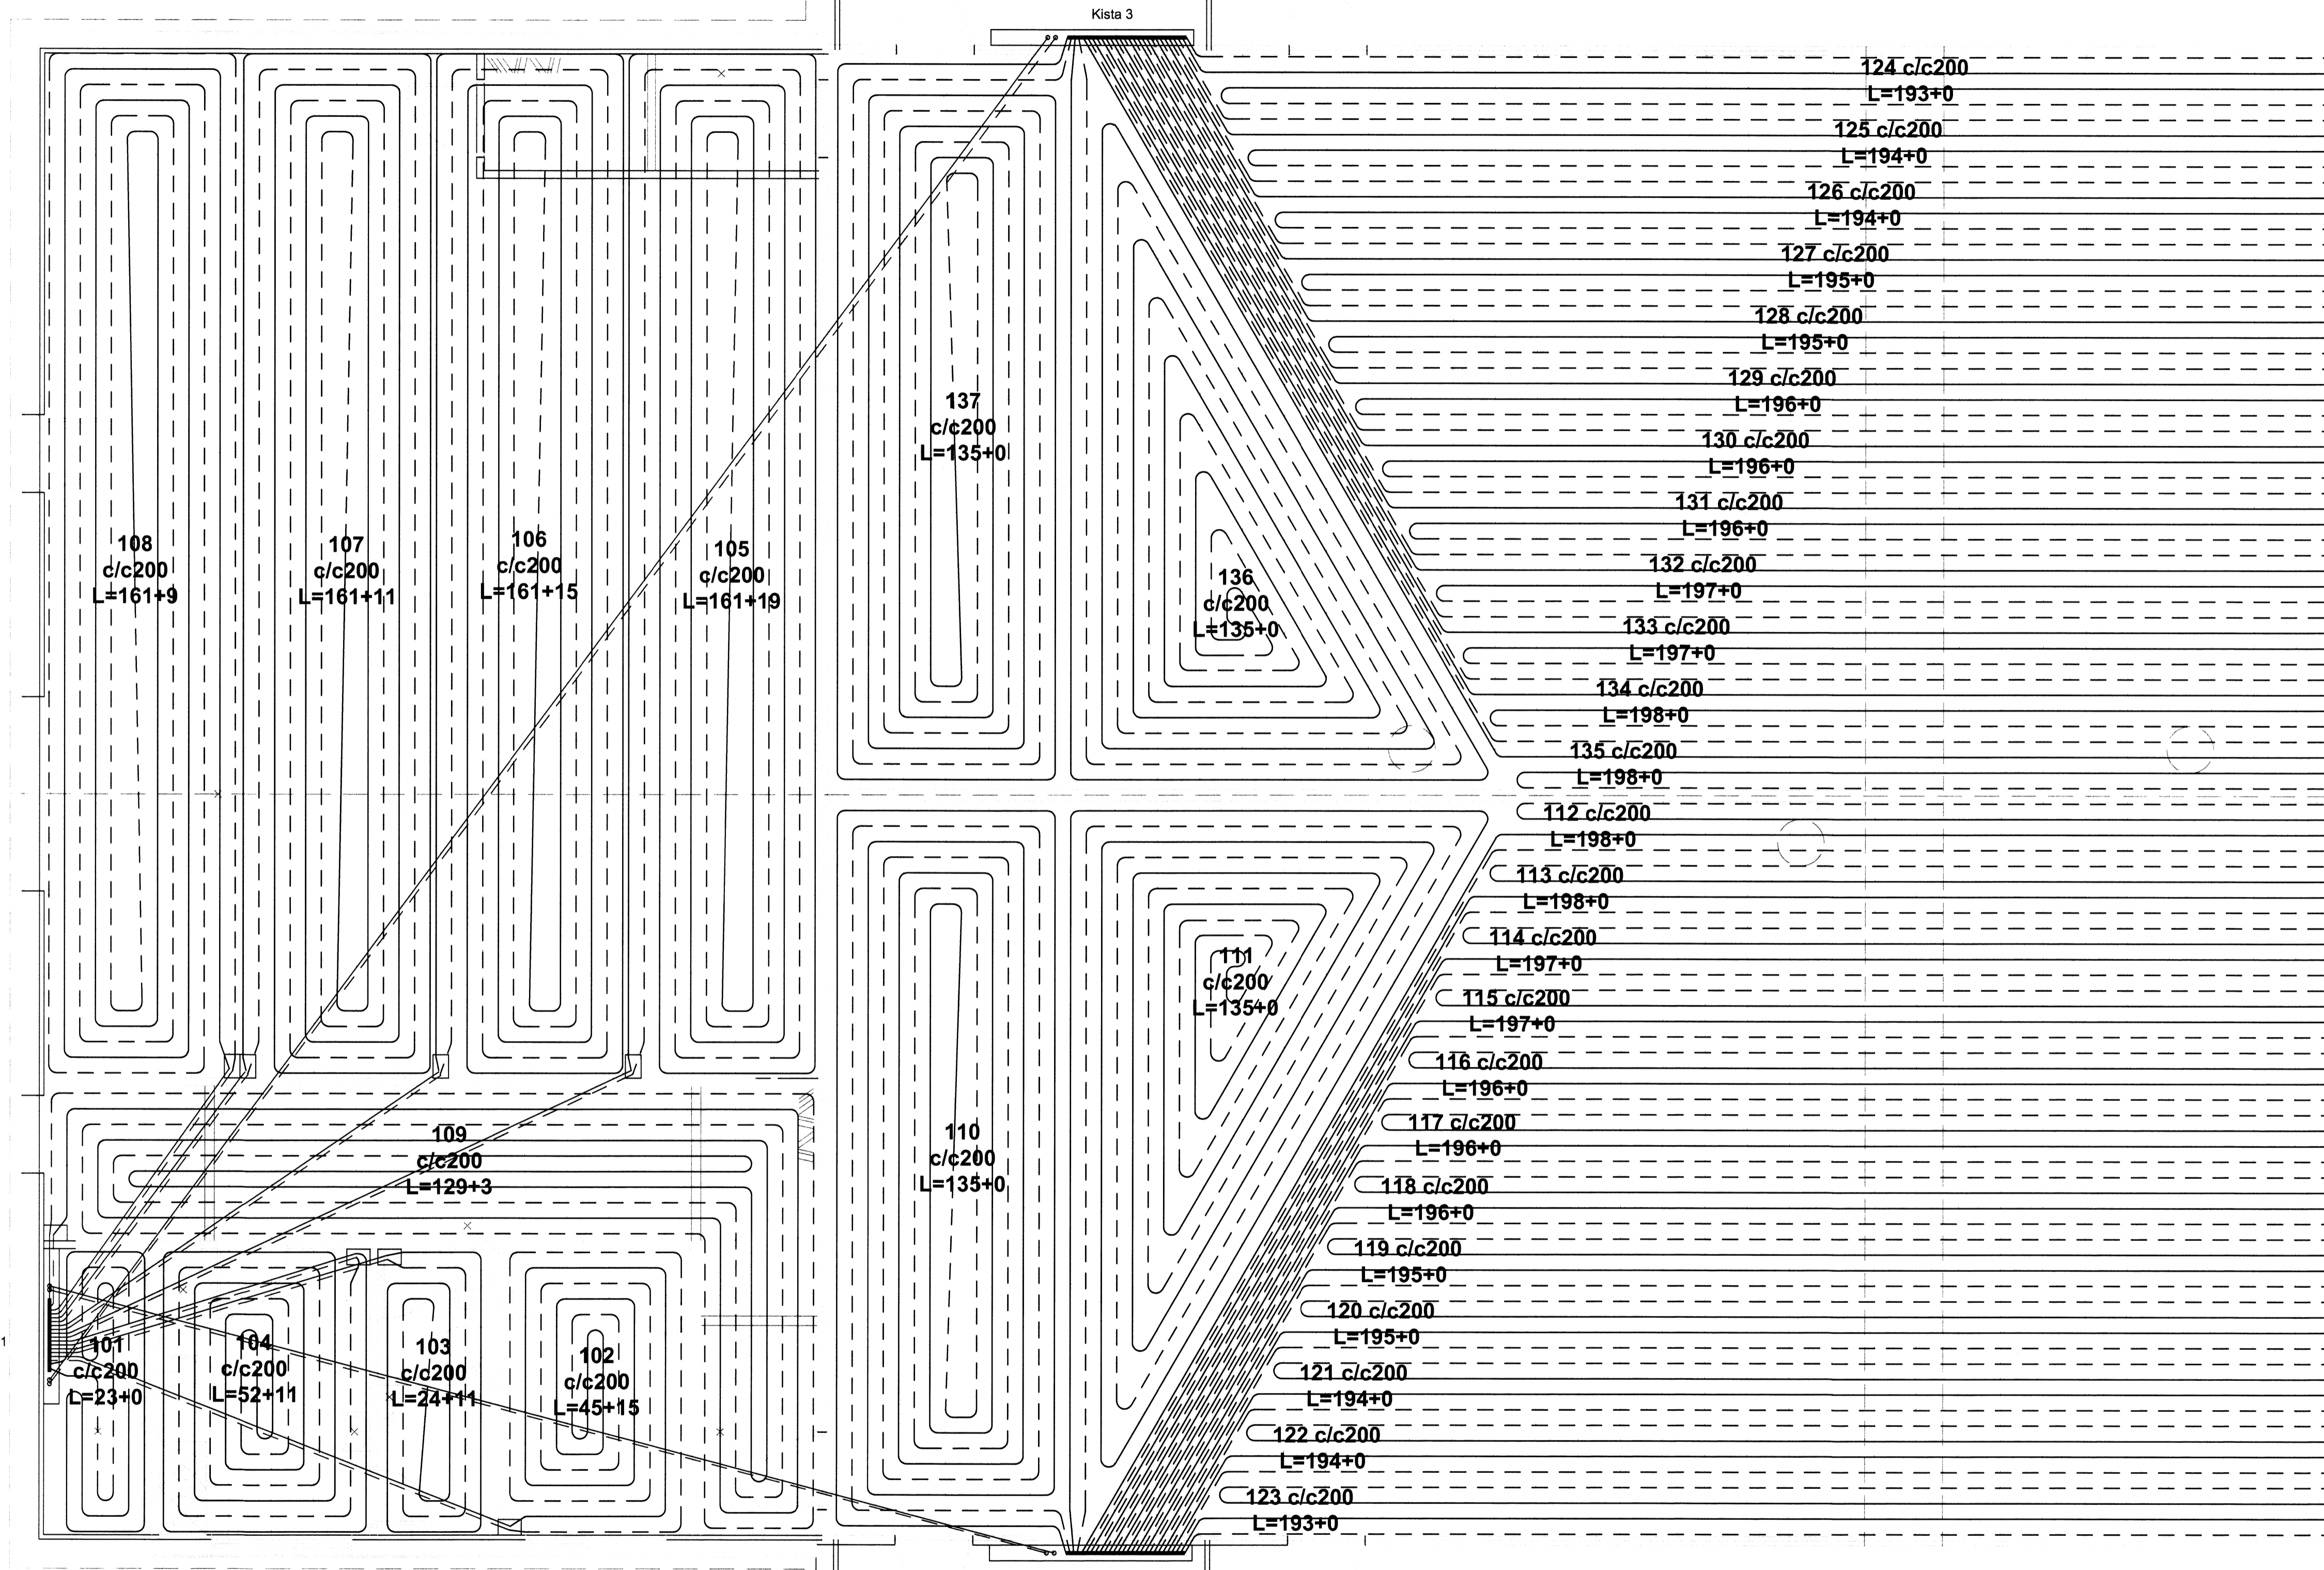 Kista 3
124 c/c200
L=193+0
125 c/c200
L=194+0
126 c/c200
L=194+0
127 c/c200
L=195+0
128 c/c200
L=195+0
129 c/c200
L=196+0
130 c/c200
L=196+0
131 c/c200
L=196+0
132 c/c200
L=197+0
133 c/c200
L=197+0
134 c/c200
L=198+0
135 c/c200
L=198+0
112 c/c200
L=198+0
113 c/c200
L=198+0
114 c/c200
L=197+0
115 c/c200
L=197+0
116 c/c200
L=196+0
117 c/c200
L=196+0
118 c/c200
L=196+0
119 c/c200
L=195+0
120 c/c200
L=195+0
121 c/c200
L=194+0
122 c/c200
L=194+0
123 c/c200
L=193+0
137
c/c200
L=135+0
136
c/c200
L=135+0
108
c/c200
L=161+9
107
c/c200
L=161+11
106
c/c200
L=161+15
105
c/c200
L=161+19
111
c/c200
L=135+0
110
c/c200
L=135+0
109
c/c200
L=129+3
1
101
c/c200
L=23+0
104
c/c200
L=52+11
103
c/c200
L=24+11
102
c/c200
L=45+15